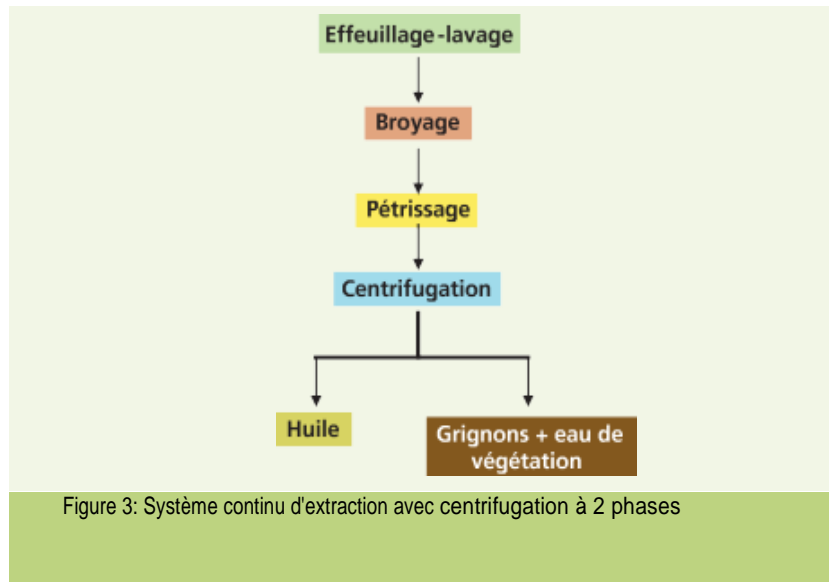 Effeuillage-lavage
Broyage
Pétrissage
Centrifugation
Huile
Grignons + eau de
végétation
Figure 3: Système continu d'extraction avec centrifugation à 2 phases